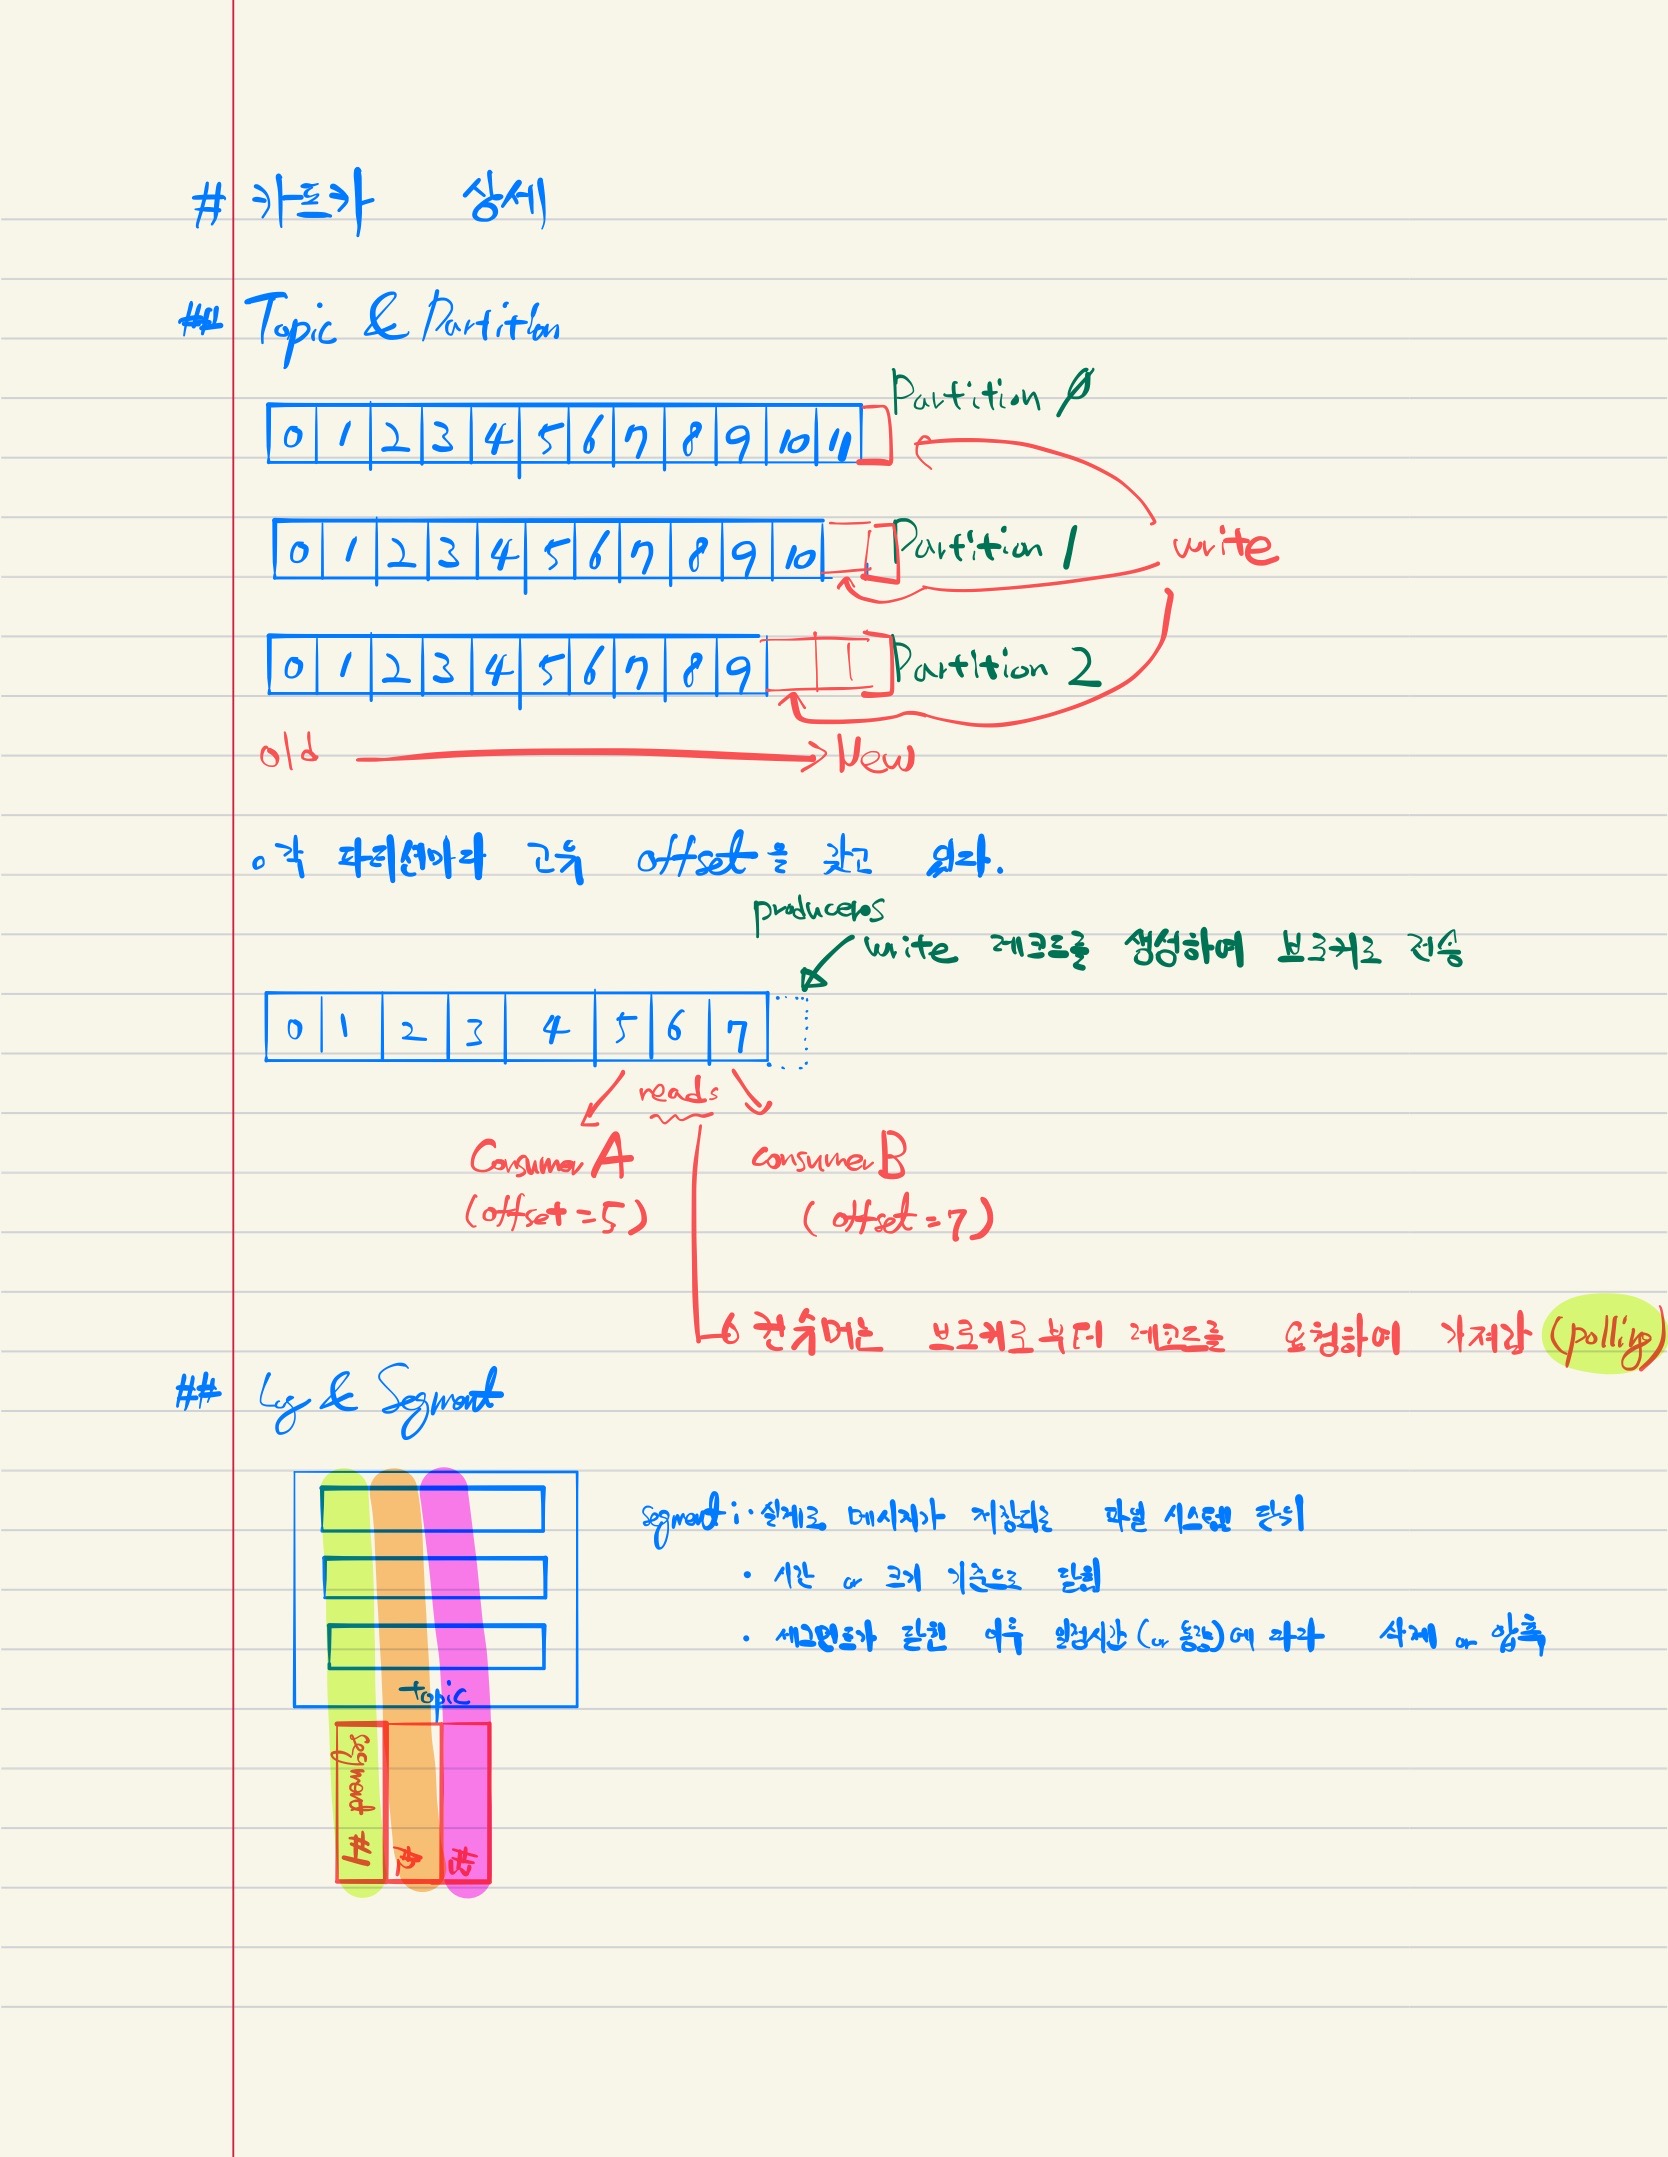 # 카프카 상세
## Topic & Partition
Partition 0
0 1 2 3 4 5 6 7 8 9 10 11
0 1 2 3 4 5 6 7 8 9 10
Partition 1
write
0 1 2 3 4 5 6 7 8 9
Partition 2
old New
각 파티션마다 고유 offset을 갖고 있다.
producers
write 레코드를 생성하여 브로커로 전송
0 1 2 3 4 5 6 7
reads
Consumer A consumer B
(offset=5) (offset=7)
컨슈머는 브로커로부터 레코드를 요청하여 가져감 (polling)
## Log & Segment
segment : 실제로 메시지가 저장되는 파일 시스템 단위
· 시간 or 크기 기준으로 닫힘
· 세그먼트가 닫힌 이후 일정시간(or 용량)에 따라 삭제 or 압축
topic
segment #1
#2
#3